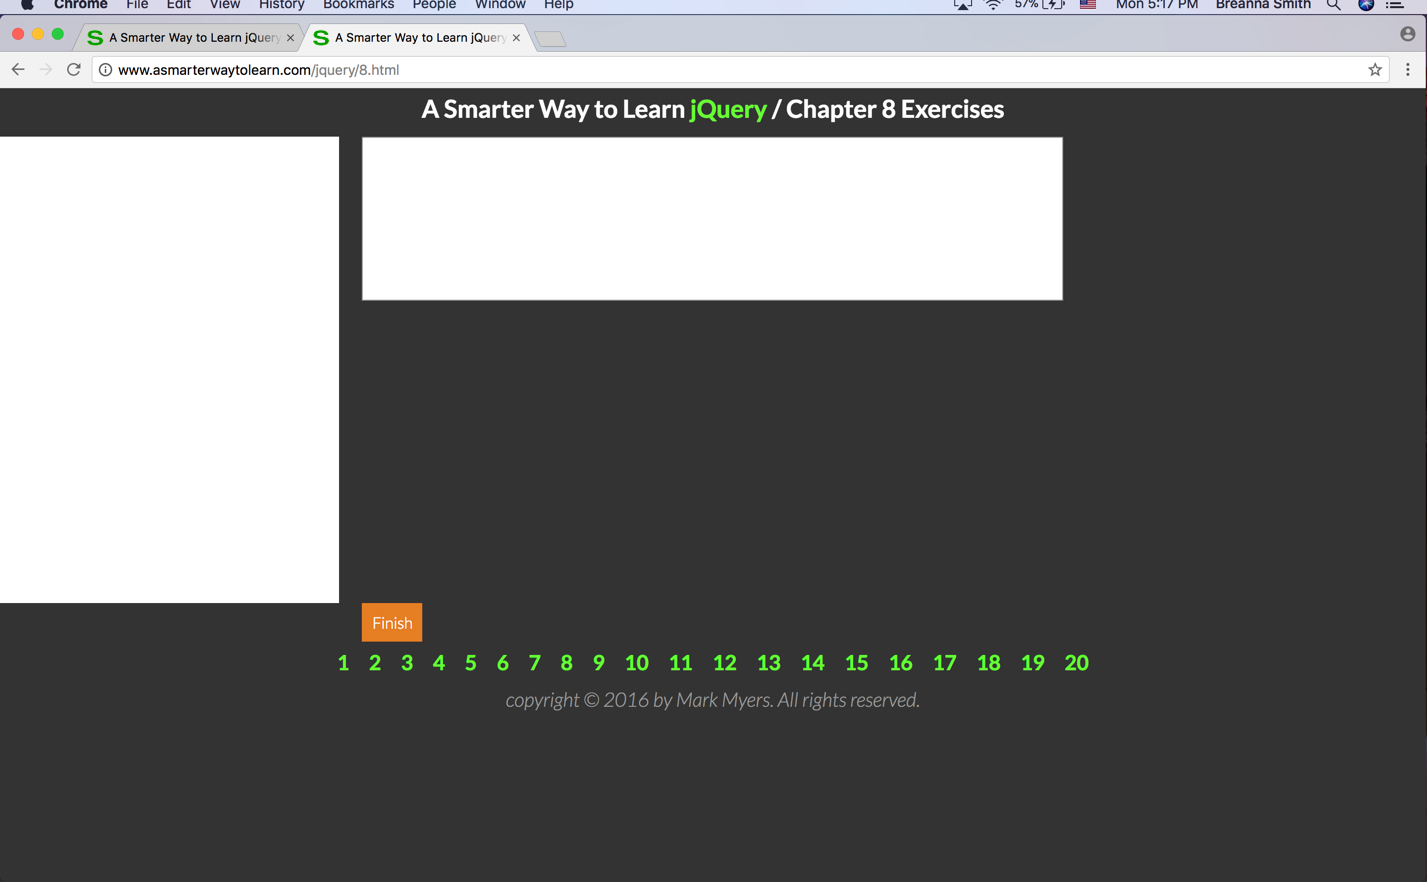 Chrome File Edit View History Bookmarks People Window Help 57% Mon 5:17 PM Breanna Smith
A Smarter Way to Learn jQuery A Smarter Way to Learn jQuery
www.asmarterwaytolearn.com/jquery/8.html
A Smarter Way to Learn jQuery / Chapter 8 Exercises
Finish
1 2 3 4 5 6 7 8 9 10 11 12 13 14 15 16 17 18 19 20
copyright © 2016 by Mark Myers. All rights reserved.